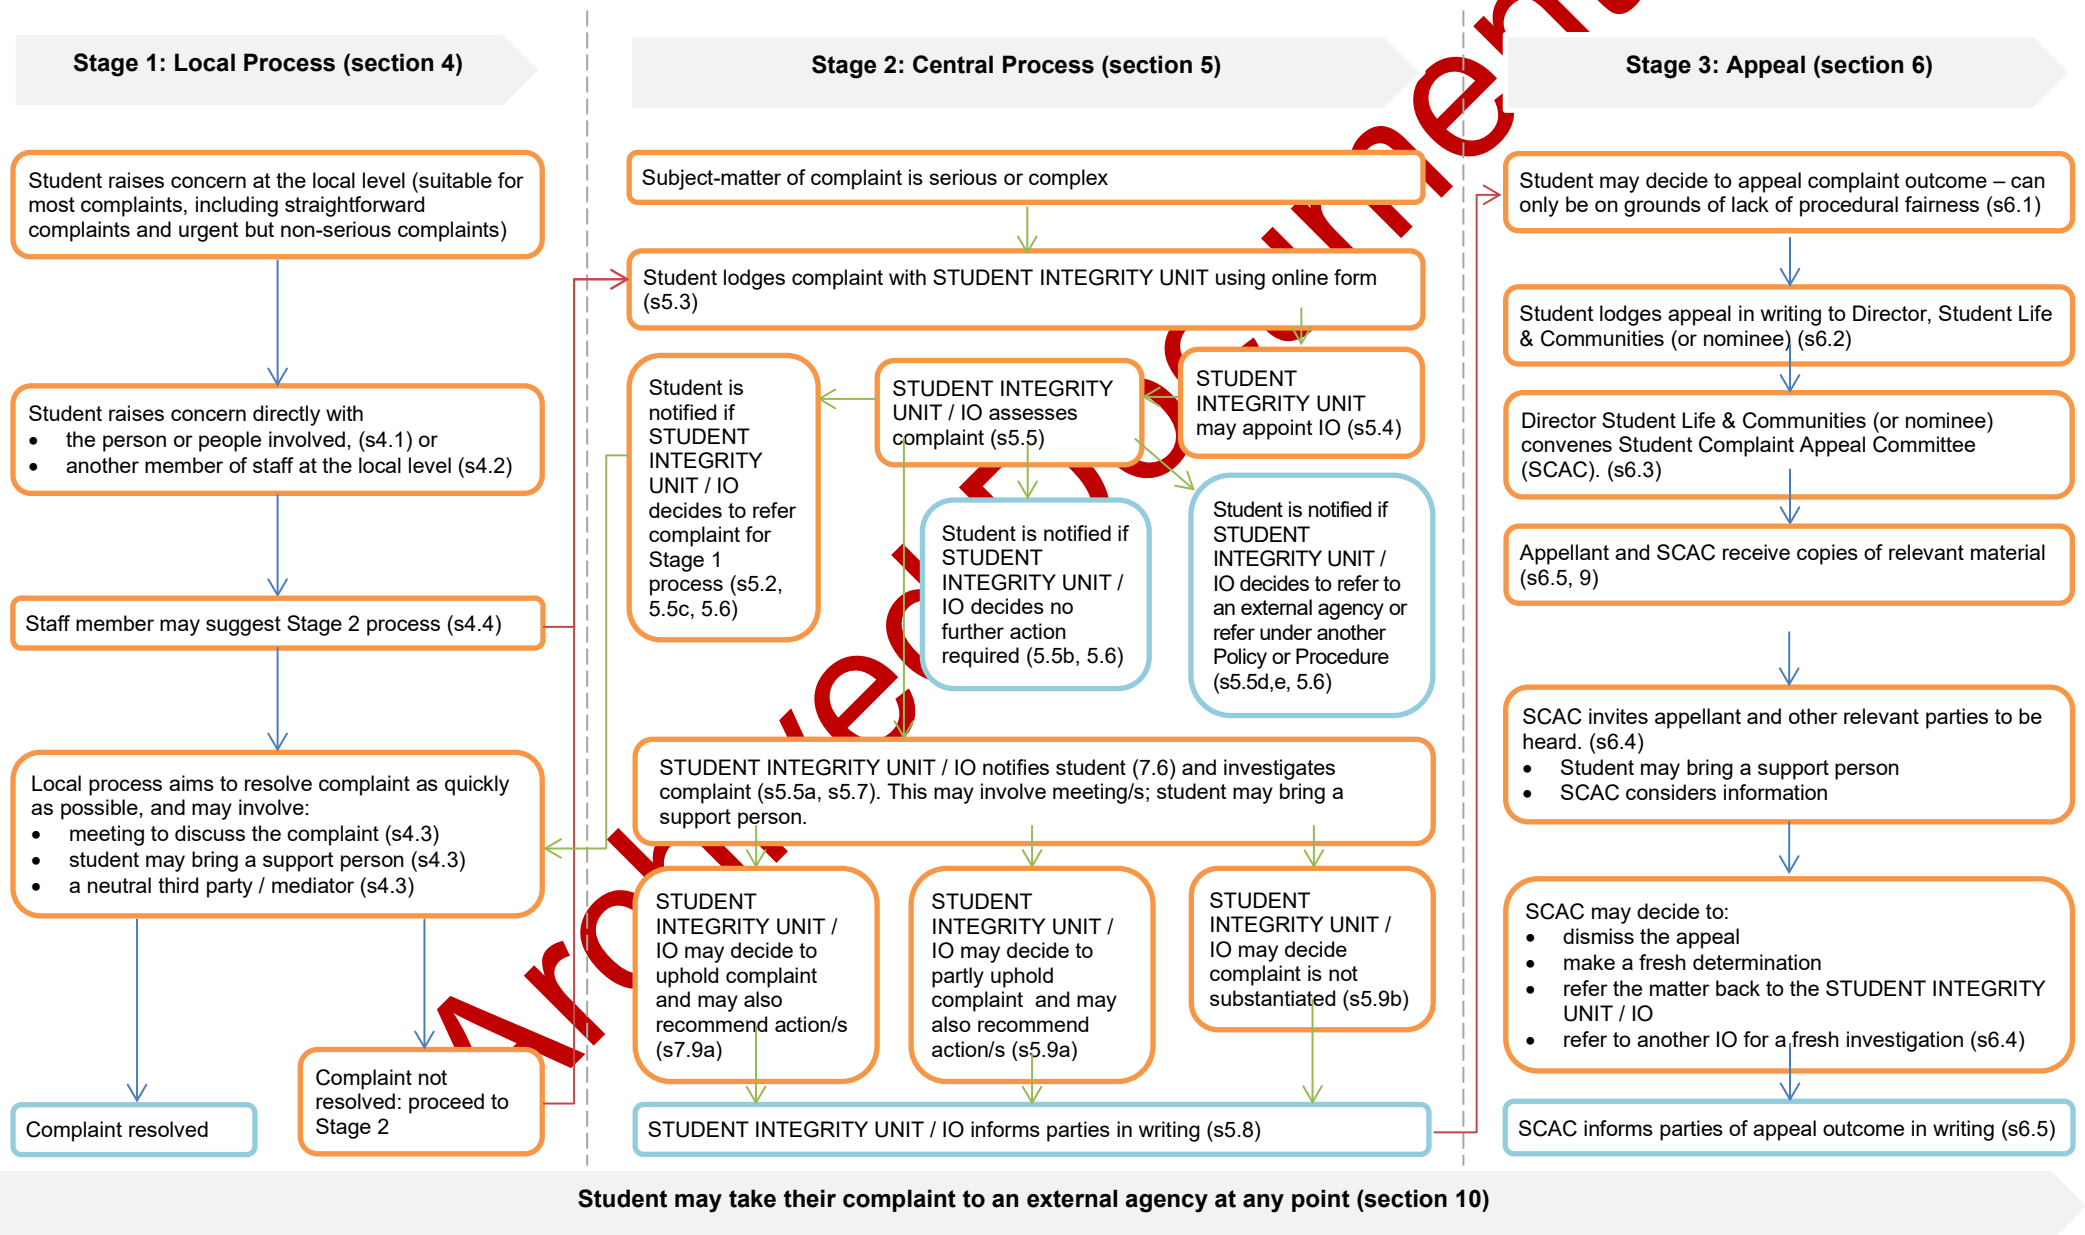 Stage 1: Local Process (section 4)
Student raises concern at the local level (suitable for
most complaints, including straightforward
complaints and urgent but non-serious complaints)
Student raises concern directly with
• the person or people involved, (s4.1) or
• another member of staff at the local level (s4.2)
Staff member may suggest Stage 2 process (s4.4)
Local process aims to resolve complaint as quickly
as possible, and may involve:
• meeting to discuss the complaint (s4.3)
• student may bring a support person (s4.3)
• a neutral third party / mediator (s4.3)
Complaint resolved
Complaint not
resolved: proceed to
Stage 2
Stage 2: Central Process (section 5)
Subject-matter of complaint is serious or complex
Student lodges complaint with STUDENT INTEGRITY UNIT using online form
(s5.3)
STUDENT
INTEGRITY UNIT
may appoint IO (s5.4)
STUDENT INTEGRITY
UNIT / IO assesses
complaint (s5.5)
Student is
notified if
STUDENT
INTEGRITY
UNIT / IO
decides to refer
complaint for
Stage 1
process (s5.2,
5.5c, 5.6)
Student is notified if
STUDENT
INTEGRITY UNIT /
IO decides no
further action
required (5.5b, 5.6)
Student is notified if
STUDENT
INTEGRITY UNIT /
IO decides to refer to
an external agency or
refer under another
Policy or Procedure
(s5.5d,e, 5.6)
STUDENT INTEGRITY UNIT / IO notifies student (7.6) and investigates
complaint (s5.5a, s5.7). This may involve meeting/s; student may bring a
support person.
STUDENT
INTEGRITY UNIT /
IO may decide to
uphold complaint
and may also
recommend action/s
(s7.9a)
STUDENT
INTEGRITY UNIT /
IO may decide to
partly uphold
complaint and may
also recommend
action/s (s5.9a)
STUDENT
INTEGRITY UNIT /
IO may decide
complaint is not
substantiated (s5.9b)
STUDENT INTEGRITY UNIT / IO informs parties in writing (s5.8)
Stage 3: Appeal (section 6)
Student may decide to appeal complaint outcome – can
only be on grounds of lack of procedural fairness (s6.1)
Student lodges appeal in writing to Director, Student Life
& Communities (or nominee) (s6.2)
Director Student Life & Communities (or nominee)
convenes Student Complaint Appeal Committee
(SCAC). (s6.3)
Appellant and SCAC receive copies of relevant material
(s6.5, 9)
SCAC invites appellant and other relevant parties to be
heard. (s6.4)
• Student may bring a support person
• SCAC considers information
SCAC may decide to:
• dismiss the appeal
• make a fresh determination
• refer the matter back to the STUDENT INTEGRITY
UNIT / IO
• refer to another IO for a fresh investigation (s6.4)
SCAC informs parties of appeal outcome in writing (s6.5)
Student may take their complaint to an external agency at any point (section 10)